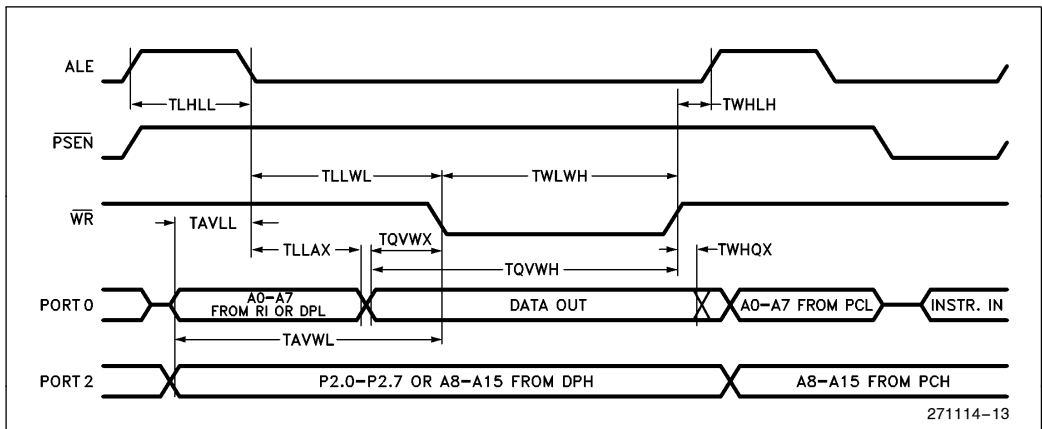 ALE
TLHLL
TWHLH
PSEN
TLLWL
TWLWH
WR
TAVLL
TQVWX
TLLAX
TWHQX
TQVWH
PORT 0
A0–A7
FROM RI OR DPL
DATA OUT
A0–A7 FROM PCL
INSTR. IN
TAVWL
PORT 2
P2.0–P2.7 OR A8–A15 FROM DPH
A8–A15 FROM PCH
271114–13